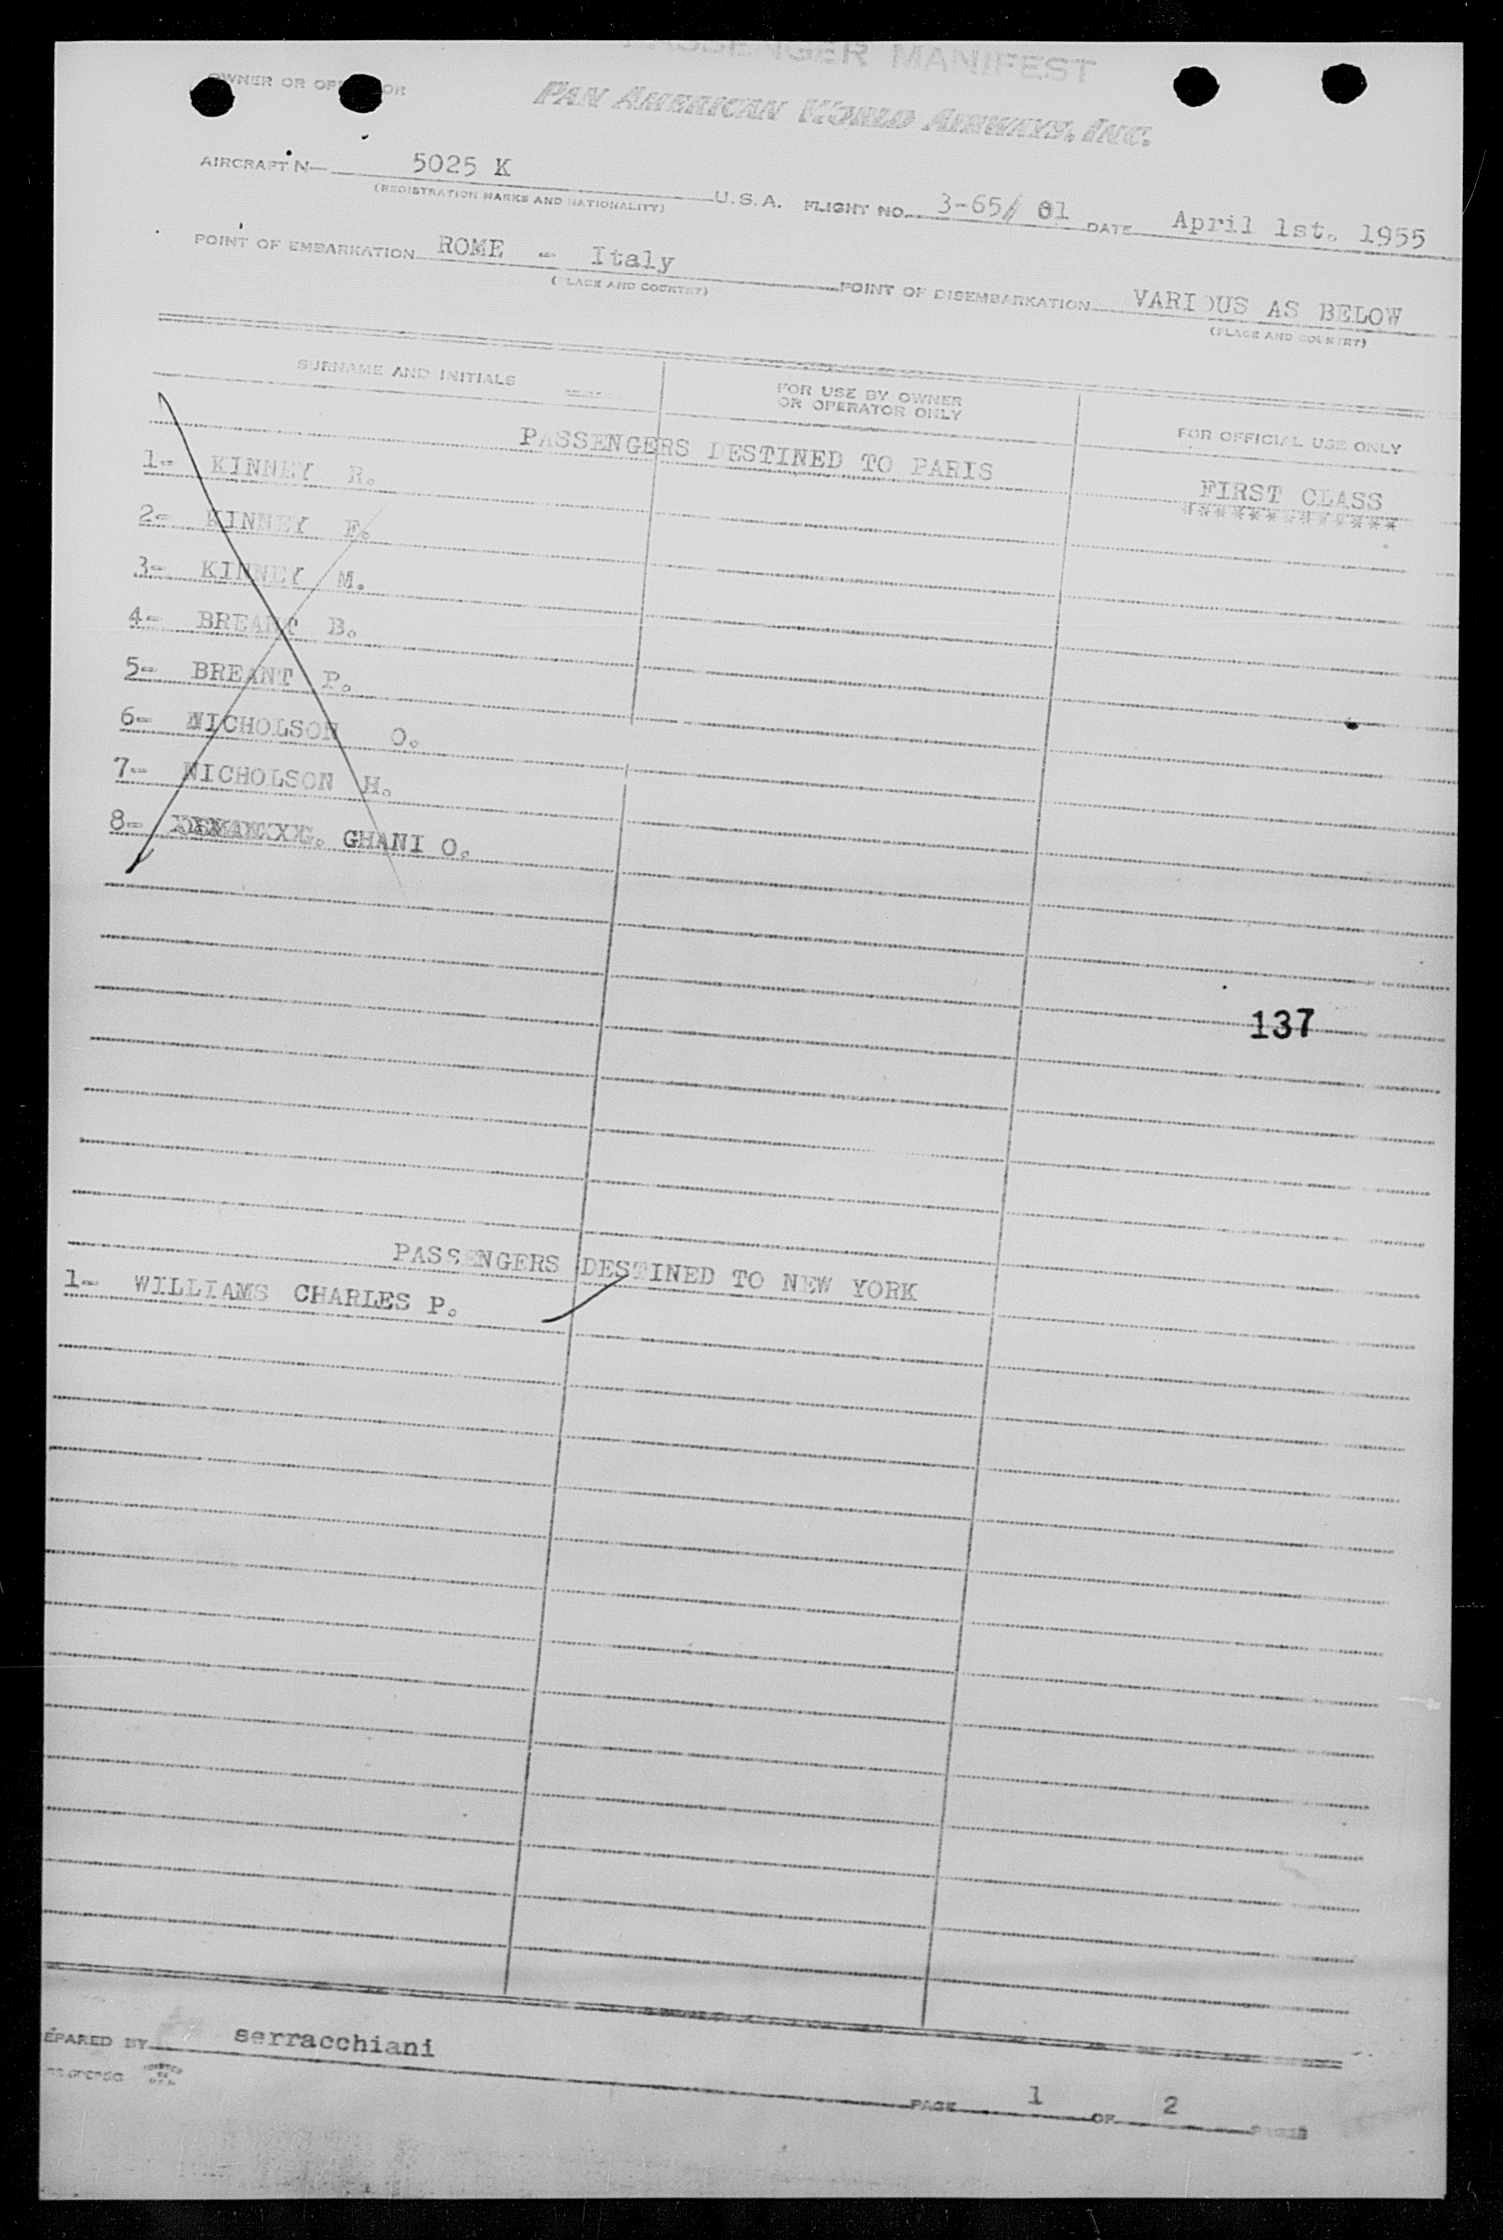 PASSENGER MANIFEST
OWNER OR OPERATOR
PAN AMERICAN WORLD AIRWAYS, INC.
AIRCRAFT N— 5025 K U.S.A. FLIGHT NO. 3-65// 01 DATE April 1st. 1955
(REGISTRATION MARKS AND NATIONALITY)
POINT OF EMBARKATION ROME - Italy POINT OF DISEMBARKATION VARIOUS AS BELOW
(PLACE AND COUNTRY) (PLACE AND COUNTRY)
SURNAME AND INITIALS FOR USE BY OWNER OR OPERATOR ONLY FOR OFFICIAL USE ONLY
PASSENGERS DESTINED TO PARIS
1- KINNEY R. FIRST CLASS
*************
2- KINNEY F.
3- KINNEY M.
4- BREANT B.
5- BREANT P.
6- NICHOLSON O.
7- NICHOLSON H.
8- GHANI O.
137
PASSENGERS DESTINED TO NEW YORK
1- WILLIAMS CHARLES P.
EPARED BY serracchiani
PAGE 1 OF 2 PAGES